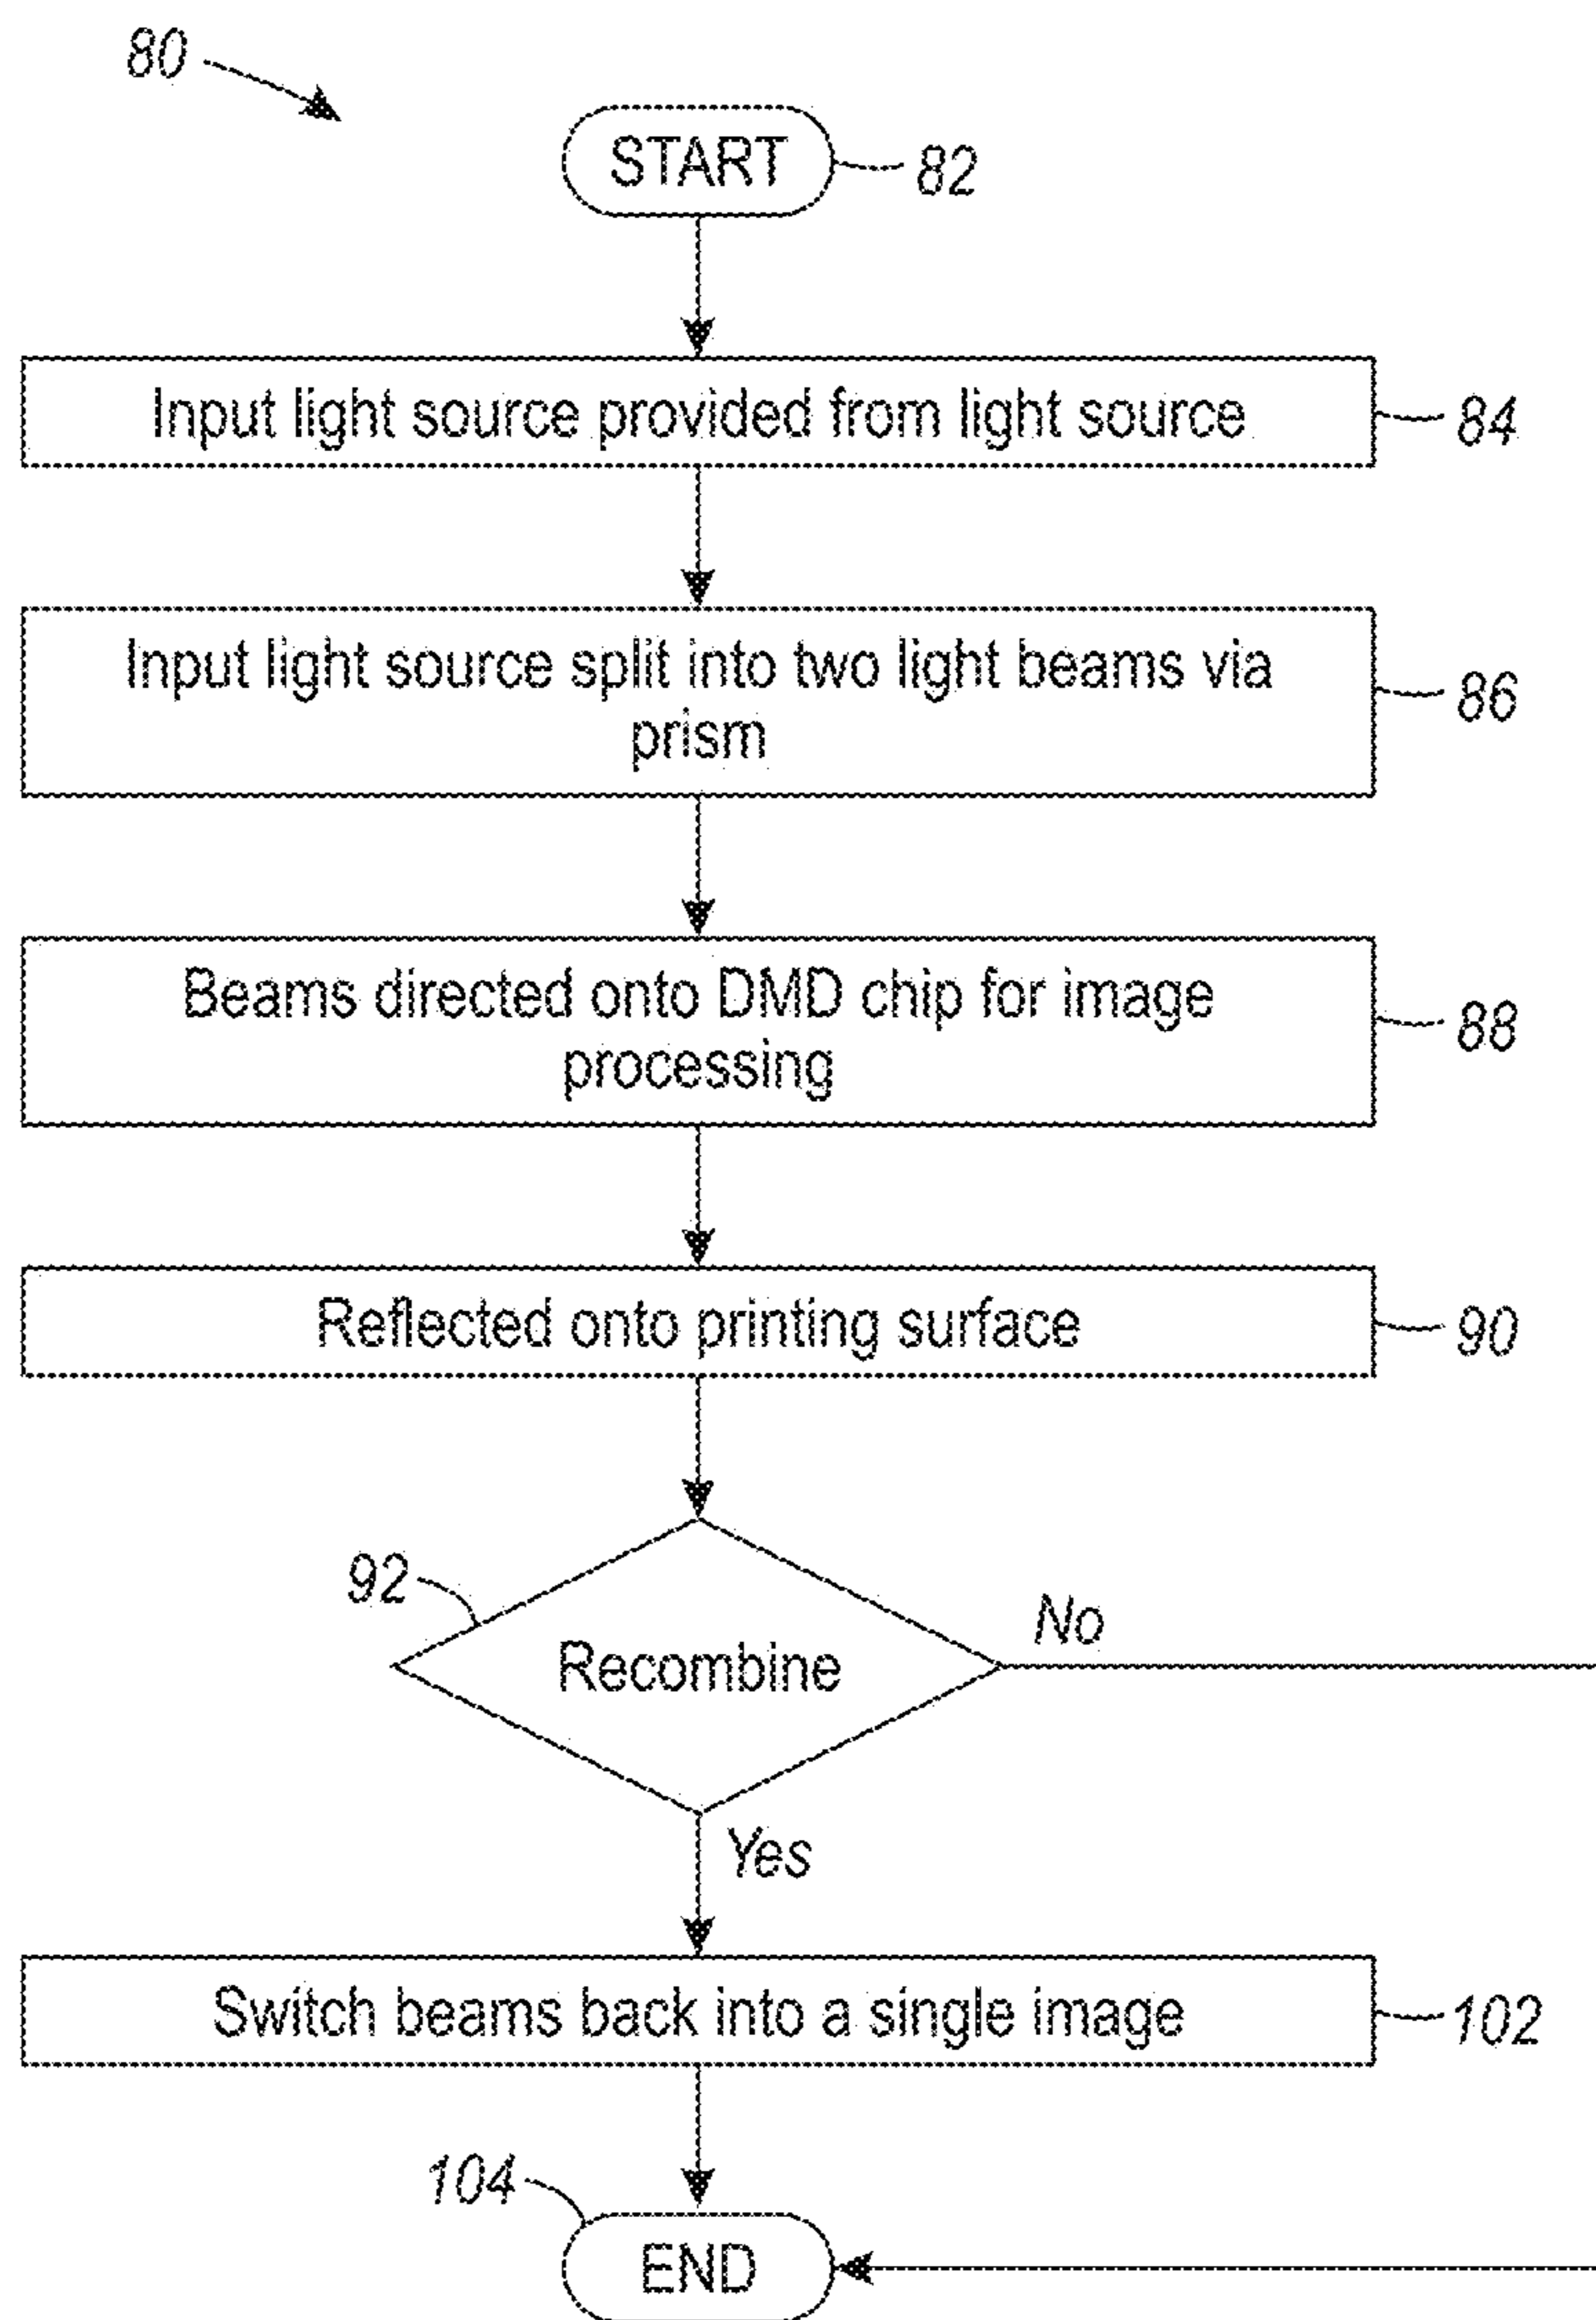 80
START
82
Input light source provided from light source
84
Input light source split into two light beams via
prism
86
Beams directed onto DMD chip for image
processing
88
Reflected onto printing surface
90
92
Recombine
No
Yes
Switch beams back into a single image
102
104
END